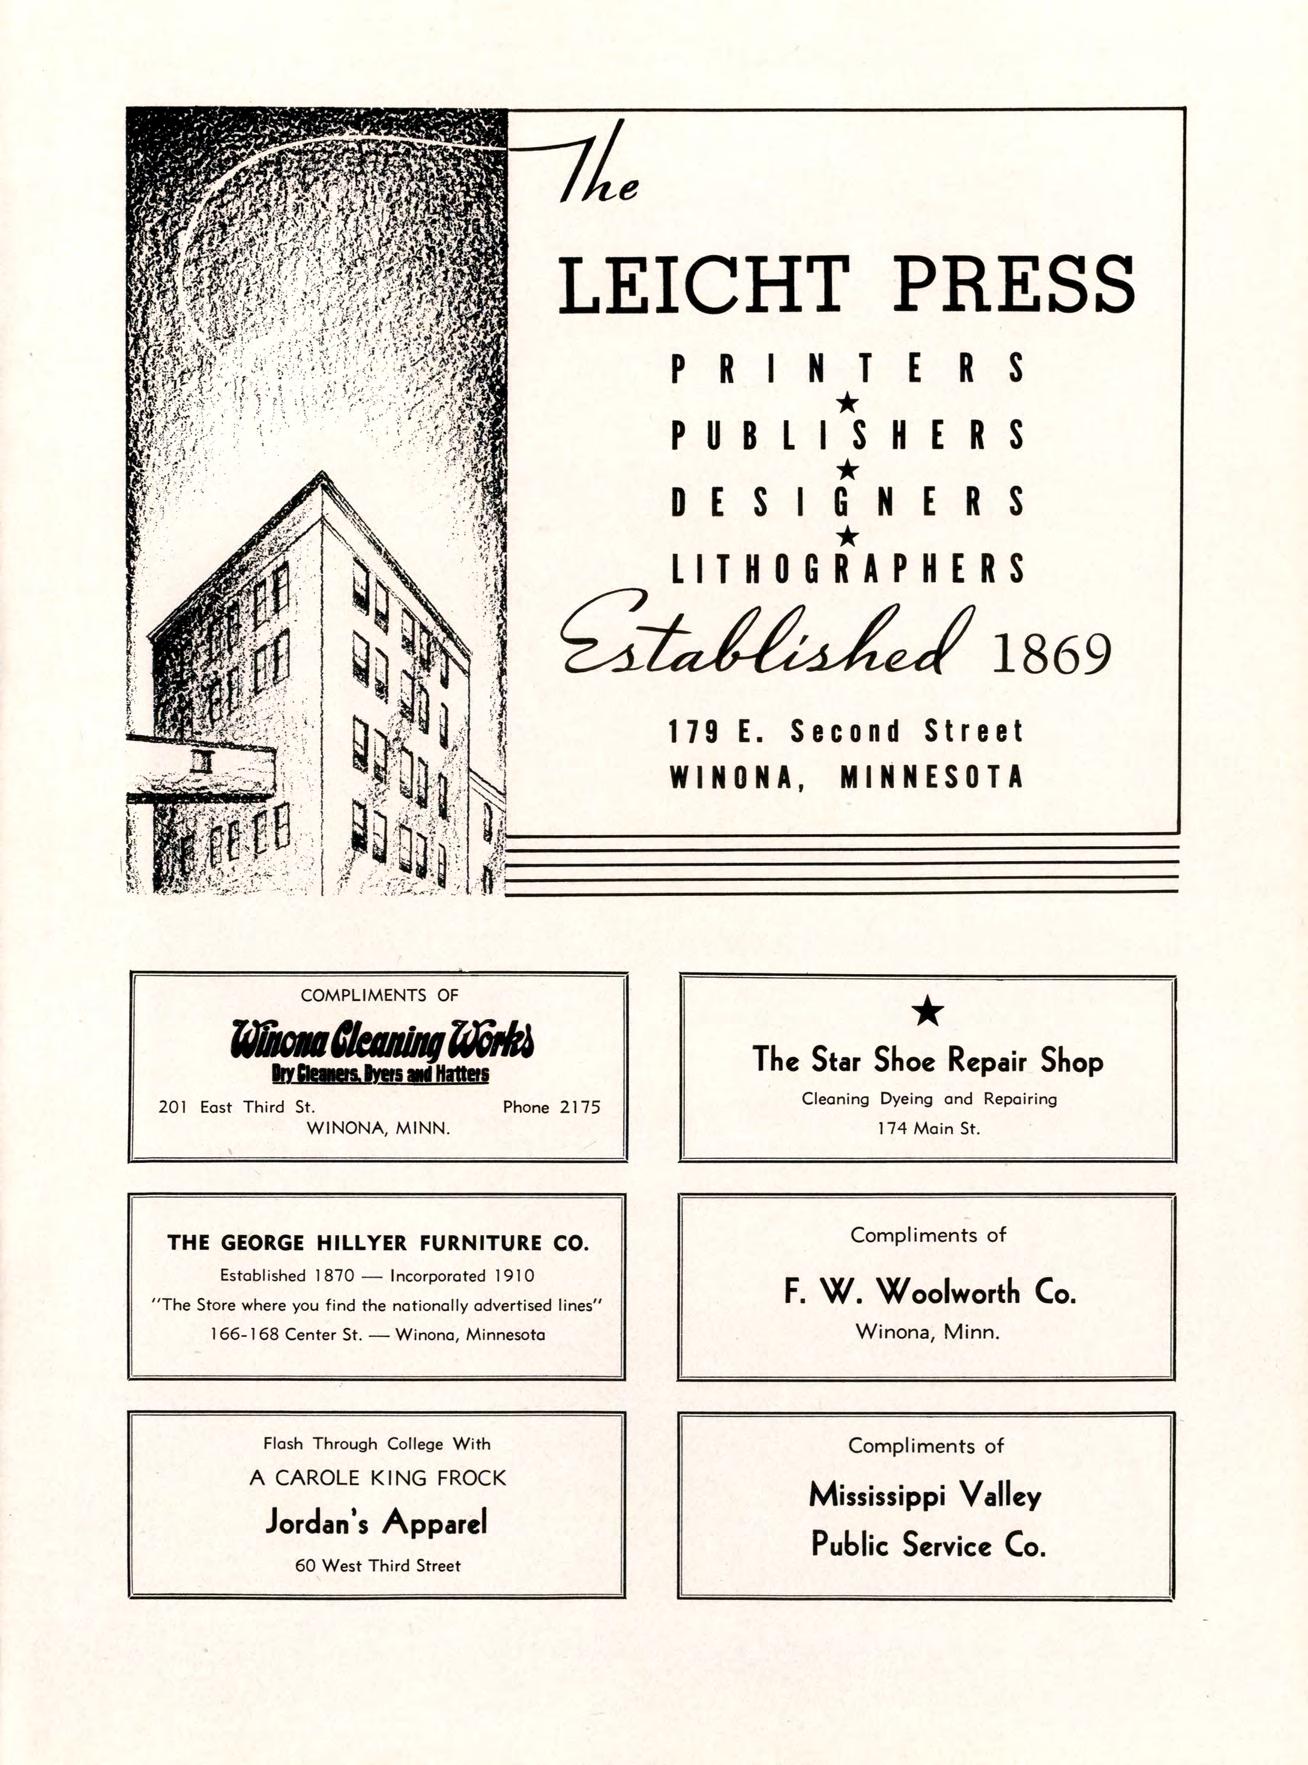 The
LEICHT PRESS
PRINTERS
★
PUBLISHERS
★
DESIGNERS
★
LITHOGRAPHERS
Established 1869
179 E. Second Street
WINONA, MINNESOTA
COMPLIMENTS OF
Winona Cleaning Works
Dry Cleaners, Dyers and Hatters
201 East Third St. Phone 2175
WINONA, MINN.
★
The Star Shoe Repair Shop
Cleaning Dyeing and Repairing
174 Main St.
THE GEORGE HILLYER FURNITURE CO.
Established 1870 — Incorporated 1910
"The Store where you find the nationally advertised lines"
166-168 Center St. — Winona, Minnesota
Compliments of
F. W. Woolworth Co.
Winona, Minn.
Flash Through College With
A CAROLE KING FROCK
Jordan's Apparel
60 West Third Street
Compliments of
Mississippi Valley
Public Service Co.